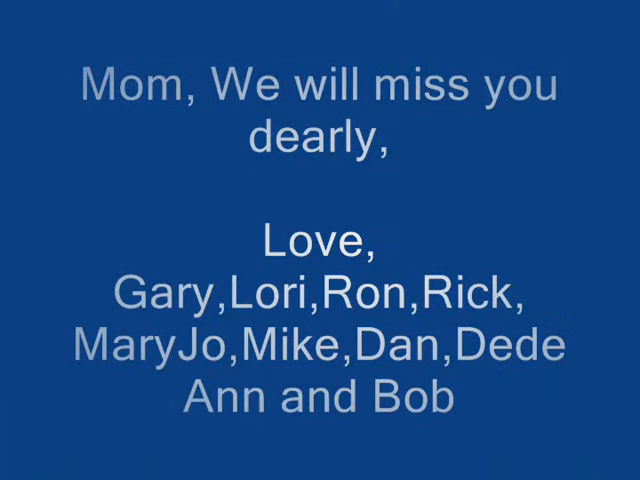 Mom, We will miss you
dearly,
Love,
Gary,Lori,Ron,Rick,
MaryJo,Mike,Dan,Dede
Ann and Bob